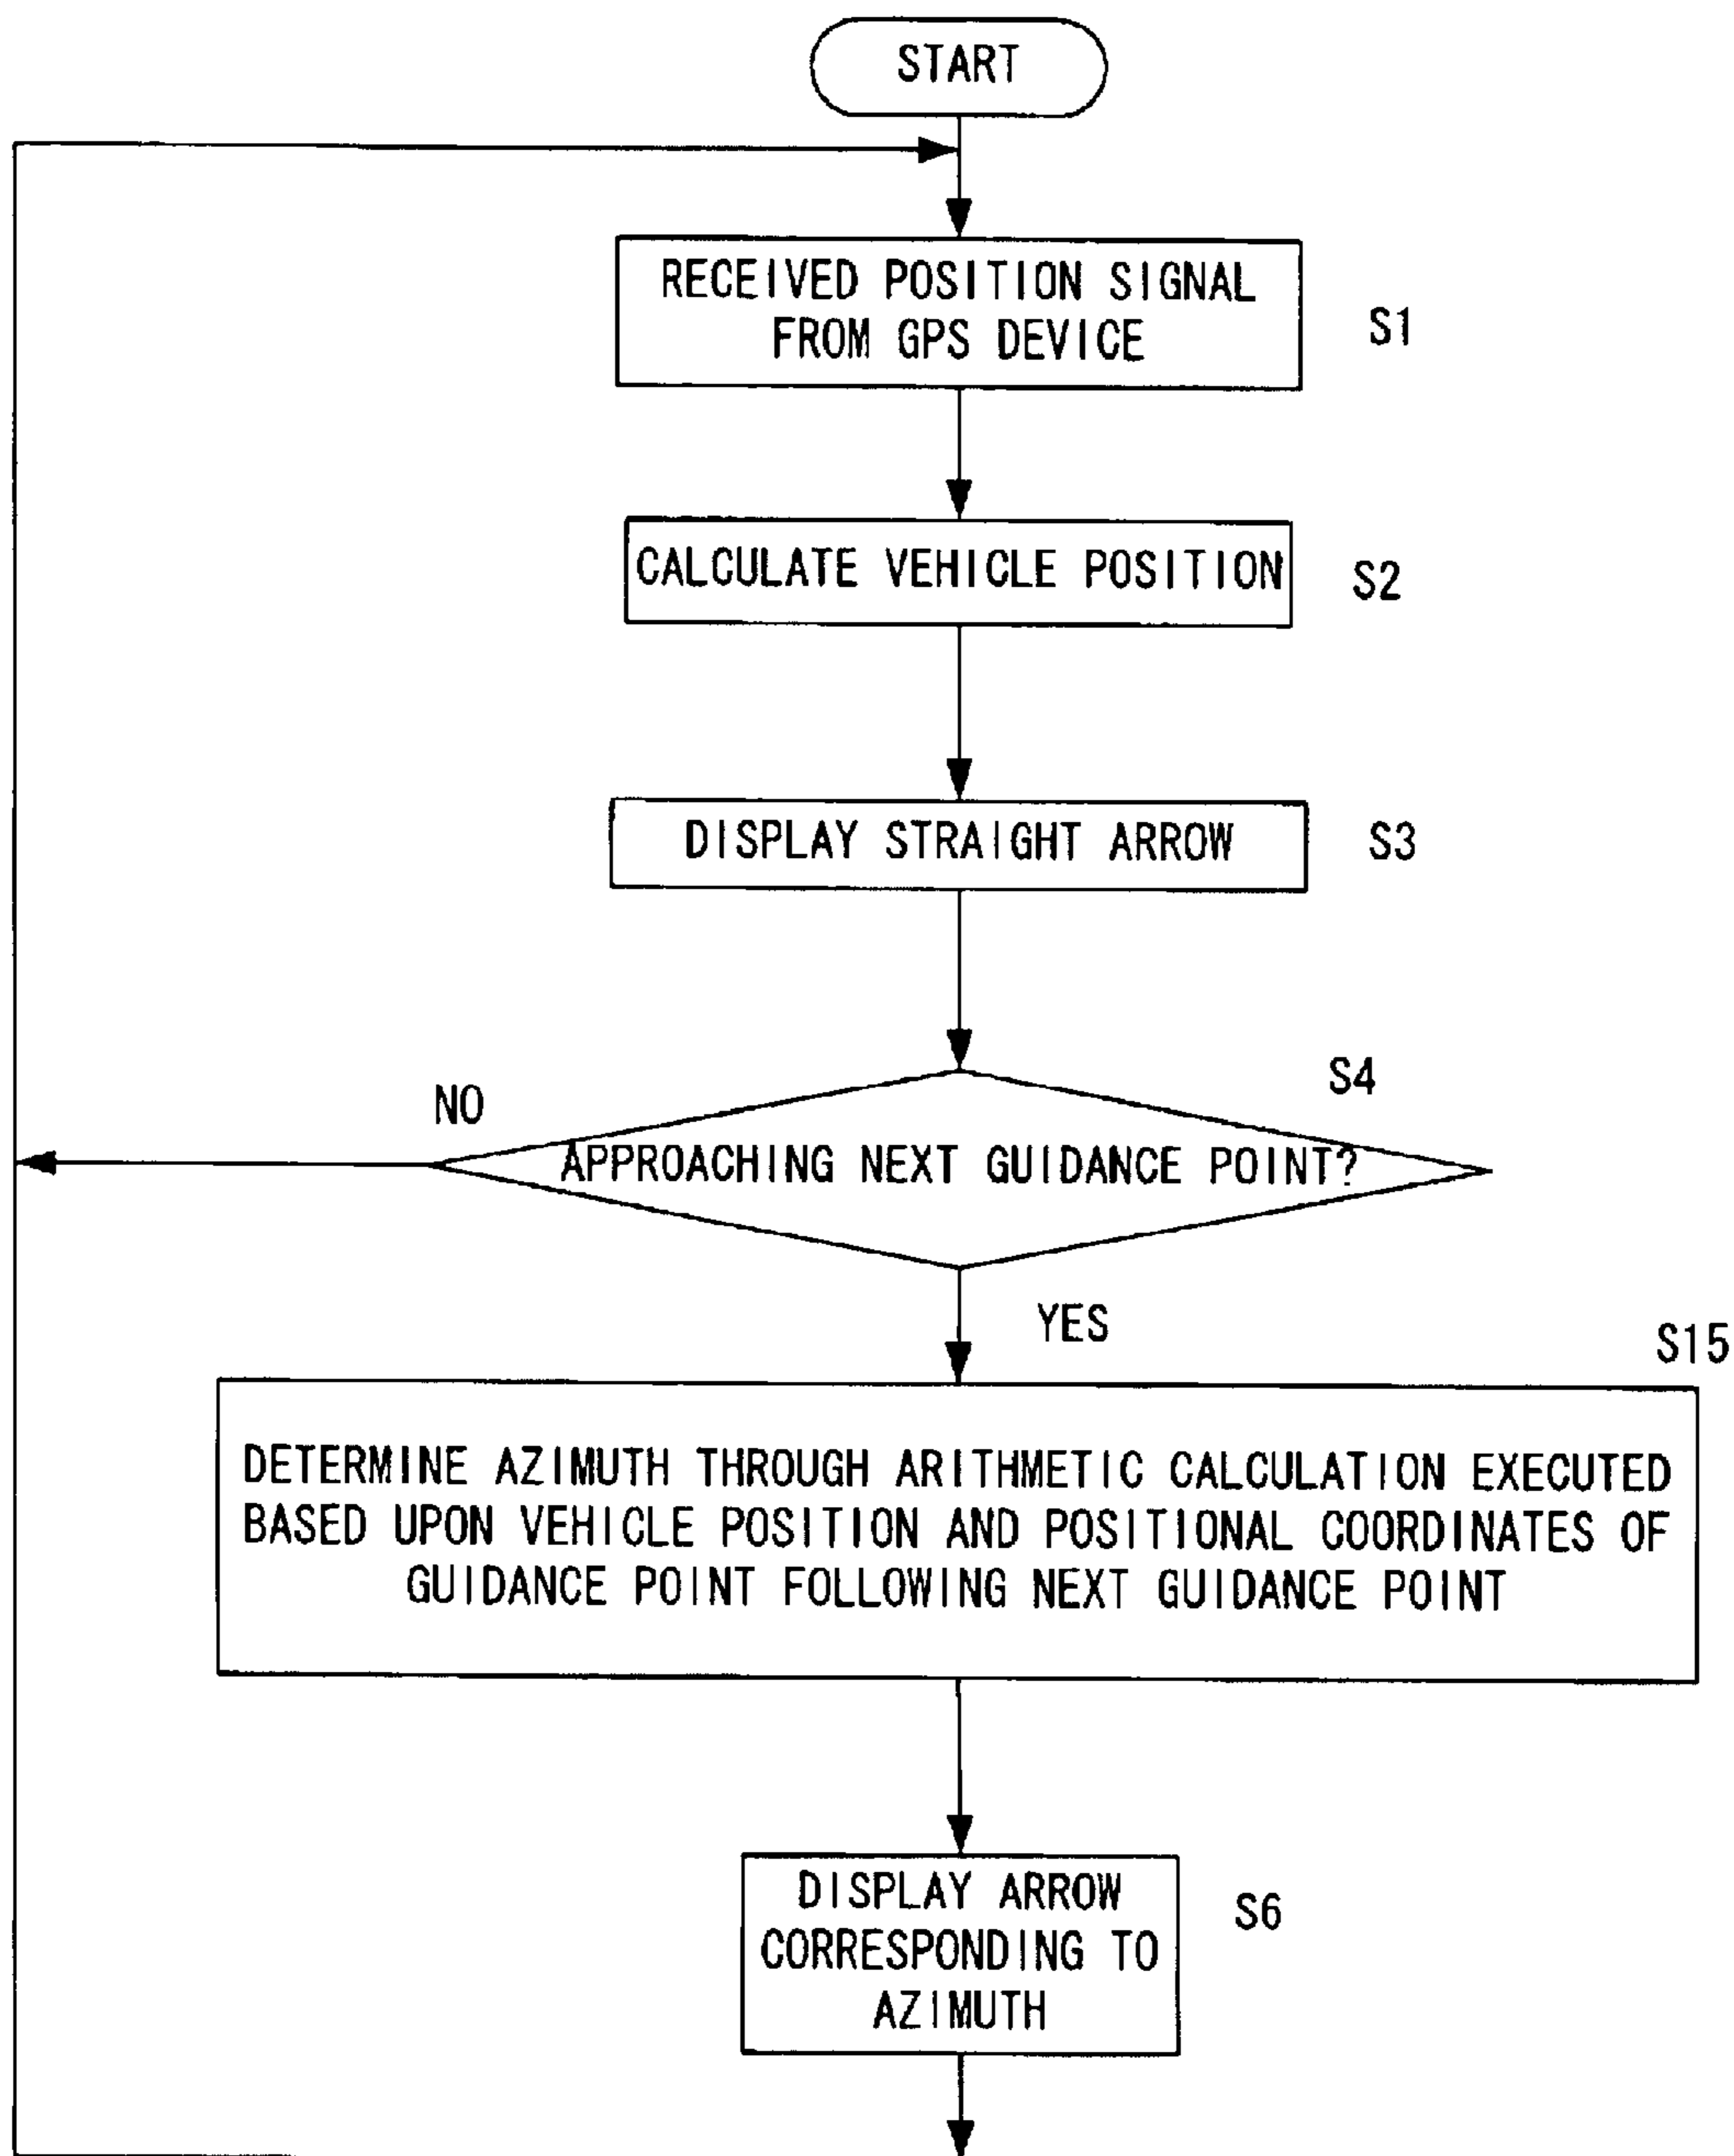 START
RECEIVED POSITION SIGNAL
FROM GPS DEVICE
S1
CALCULATE VEHICLE POSITION
S2
DISPLAY STRAIGHT ARROW
S3
S4
NO
APPROACHING NEXT GUIDANCE POINT?
YES
S15
DETERMINE AZIMUTH THROUGH ARITHMETIC CALCULATION EXECUTED
BASED UPON VEHICLE POSITION AND POSITIONAL COORDINATES OF
GUIDANCE POINT FOLLOWING NEXT GUIDANCE POINT
DISPLAY ARROW
CORRESPONDING TO
AZIMUTH
S6